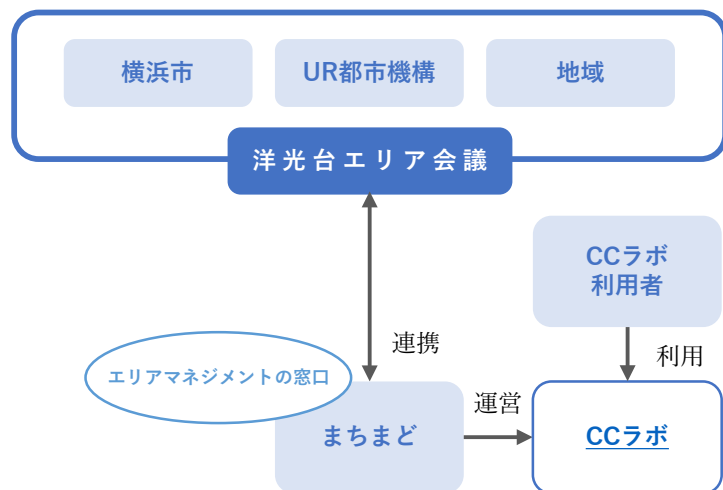 横浜市
UR都市機構
地域
洋光台エリア会議
CCラボ
利用者
連携
利用
エリアマネジメントの窓口
まちまど
運営
CCラボ